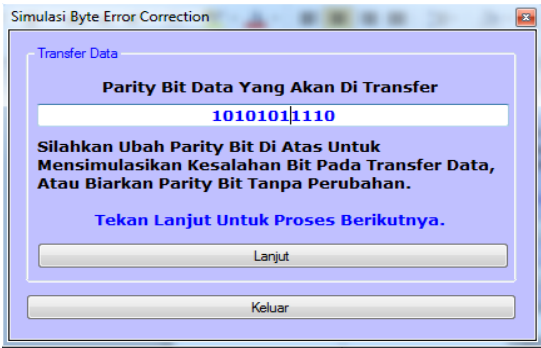 Simulasi Byte Error Correction
Transfer Data
Parity Bit Data Yang Akan Di Transfer
10101011110
Silahkan Ubah Parity Bit Di Atas Untuk
Mensimulasikan Kesalahan Bit Pada Transfer Data,
Atau Biarkan Parity Bit Tanpa Perubahan.
Tekan Lanjut Untuk Proses Berikutnya.
Lanjut
Keluar